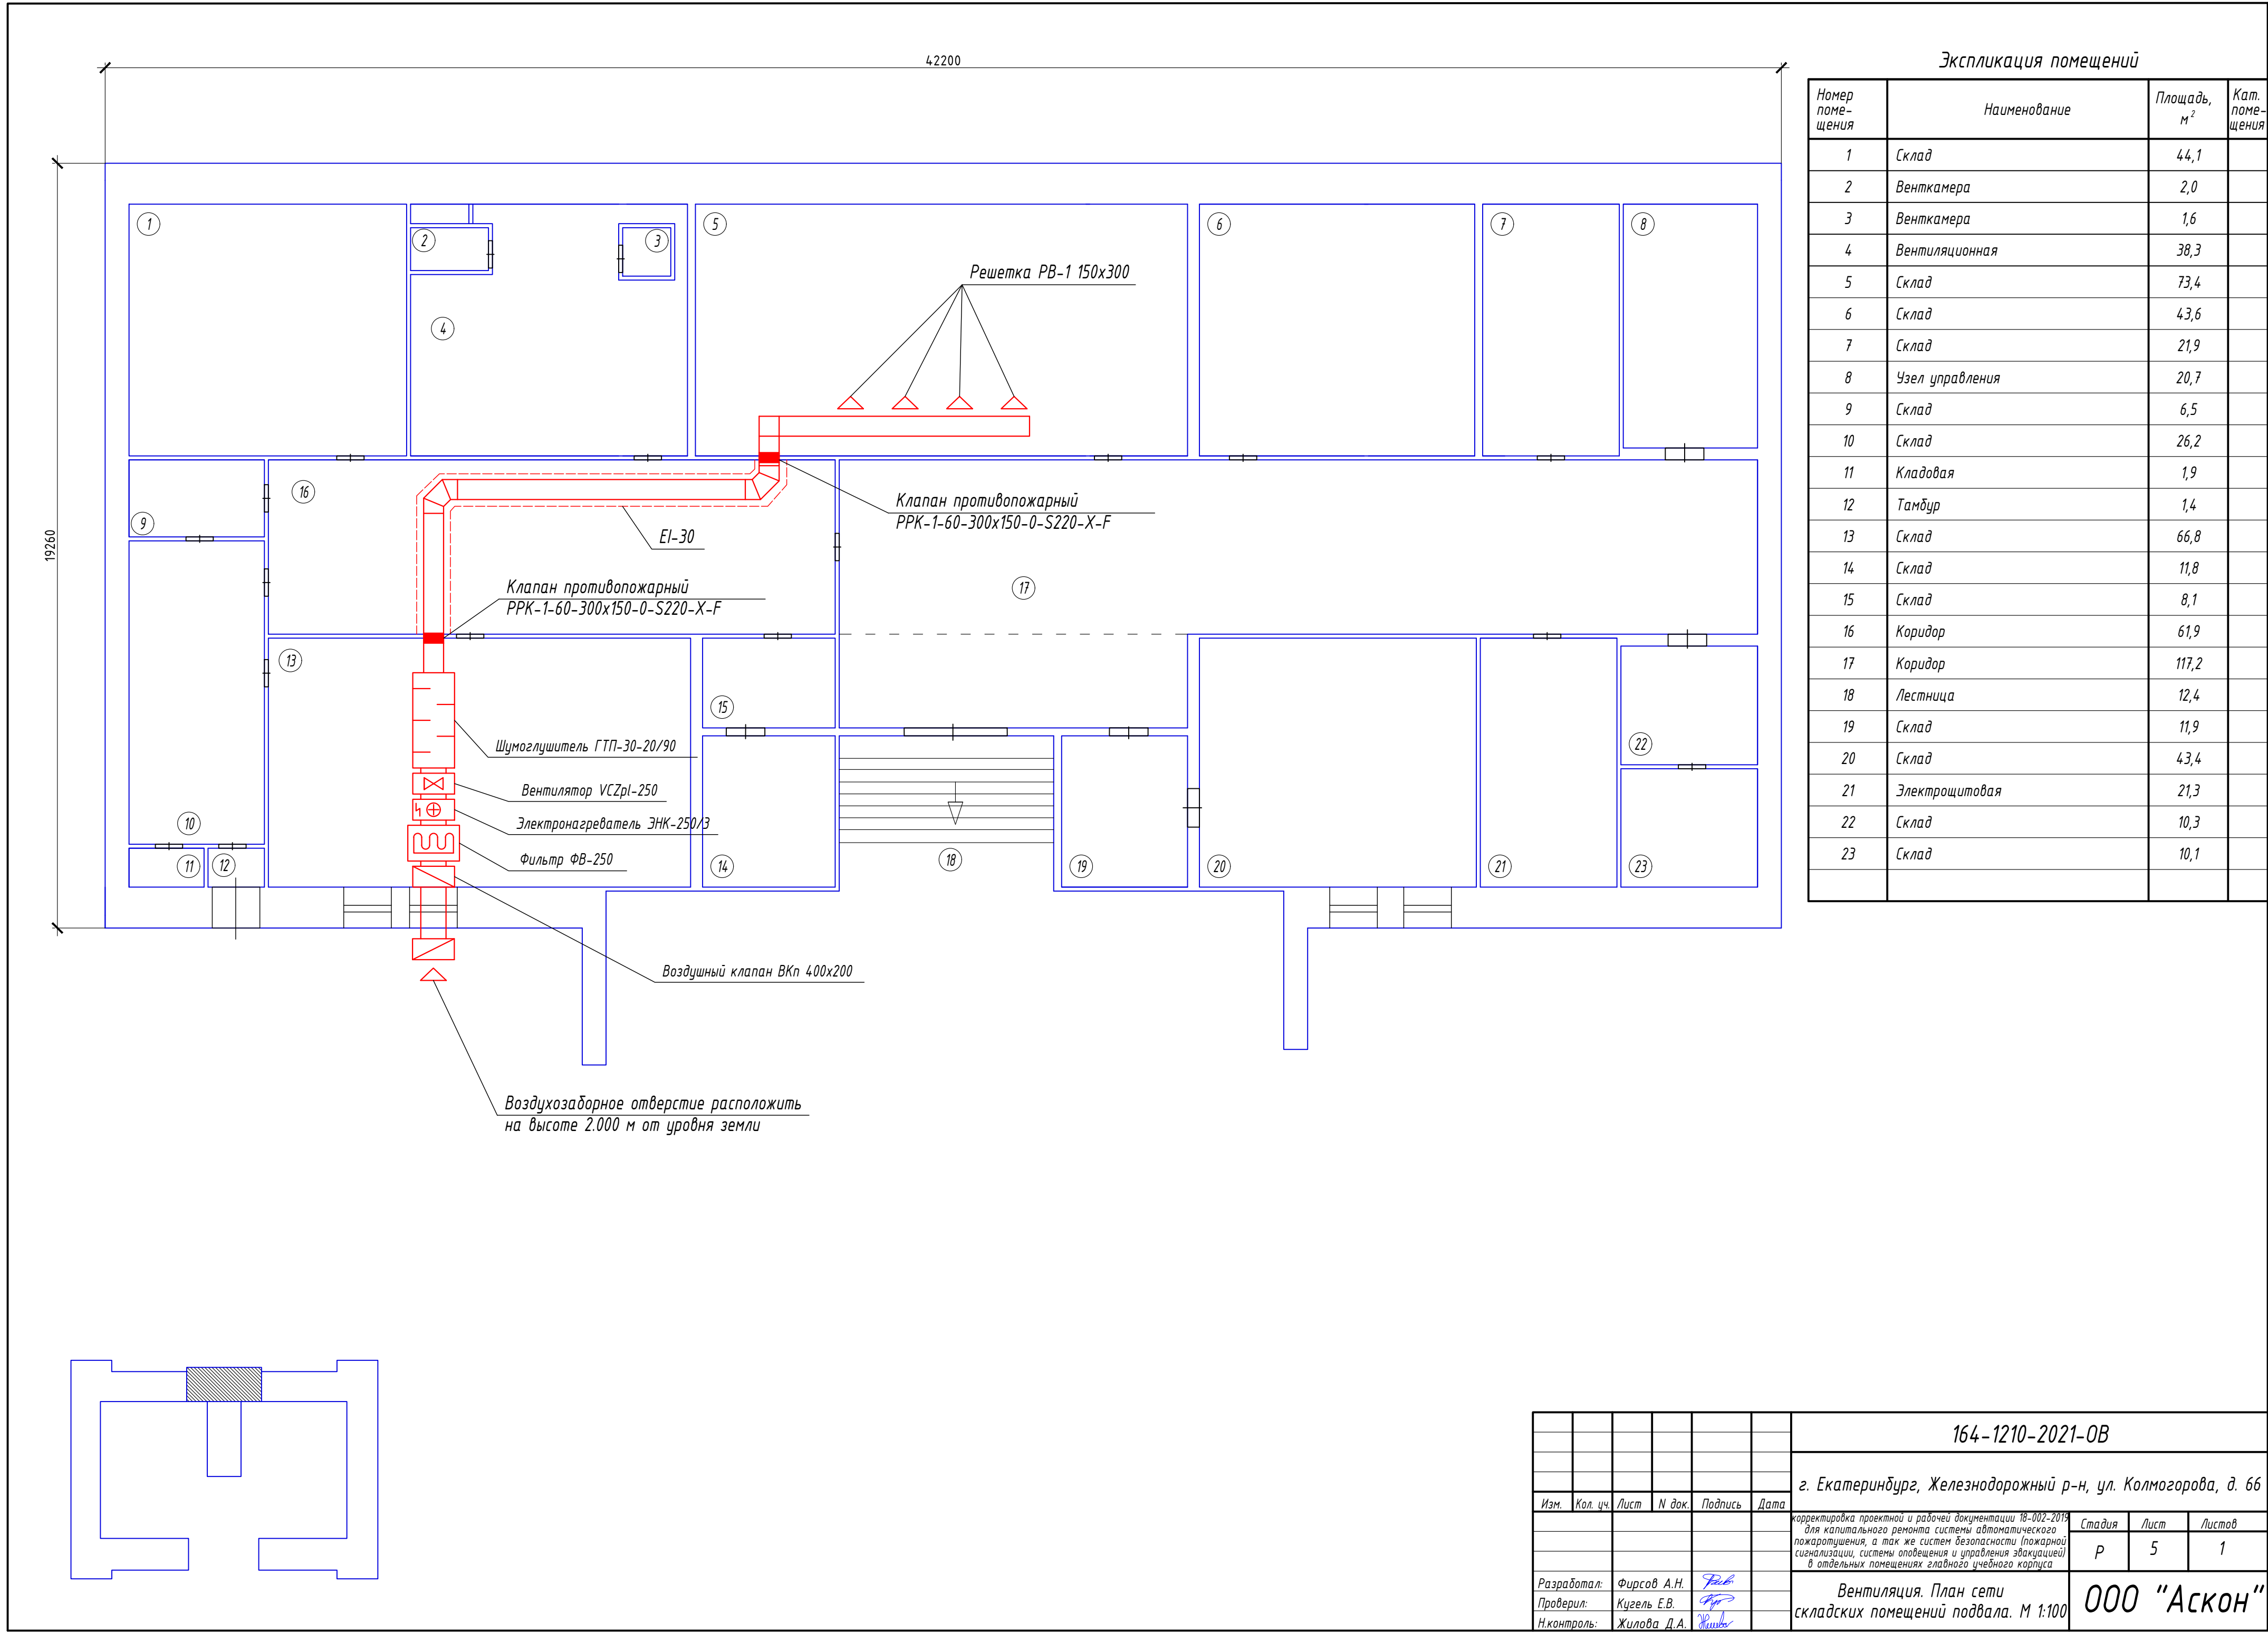 42200
19260
1
2
3
4
5
6
7
8
9
10
11
12
13
14
15
16
17
18
19
20
21
22
23
Решетка РВ-1 150х300
Клапан противопожарный
РРК-1-60-300х150-0-S220-X-F
EI-30
Клапан противопожарный
РРК-1-60-300х150-0-S220-X-F
Шумоглушитель ГТП-30-20/90
Вентилятор VCZpl-250
Электронагреватель ЭНК-250/3
Фильтр ФВ-250
Воздушный клапан ВКп 400х200
Воздухозаборное отверстие расположить
на высоте 2.000 м от уровня земли
Экспликация помещений
Номер поме-щения Наименование Площадь, м² Кат. поме-щения
1 Склад 44,1
2 Венткамера 2,0
3 Венткамера 1,6
4 Вентиляционная 38,3
5 Склад 73,4
6 Склад 43,6
7 Склад 21,9
8 Узел управления 20,7
9 Склад 6,5
10 Склад 26,2
11 Кладовая 1,9
12 Тамбур 1,4
13 Склад 66,8
14 Склад 11,8
15 Склад 8,1
16 Коридор 61,9
17 Коридор 117,2
18 Лестница 12,4
19 Склад 11,9
20 Склад 43,4
21 Электрощитовая 21,3
22 Склад 10,3
23 Склад 10,1
164-1210-2021-ОВ
г. Екатеринбург, Железнодорожный р-н, ул. Колмогорова, д. 66
Изм. Кол. уч. Лист N док. Подпись Дата
корректировка проектной и рабочей документации 18-002-2019
для капитального ремонта системы автоматического
пожаротушения, а так же систем безопасности (пожарной
сигнализации, системы оповещения и управления эвакуацией)
в отдельных помещениях главного учебного корпуса
Стадия Лист Листов
Р 5 1
Разработал: Фирсов А.Н.
Проверил: Кугель Е.В.
Н.контроль: Жилова Д.А.
Вентиляция. План сети
складских помещений подвала. М 1:100
ООО "Аскон"